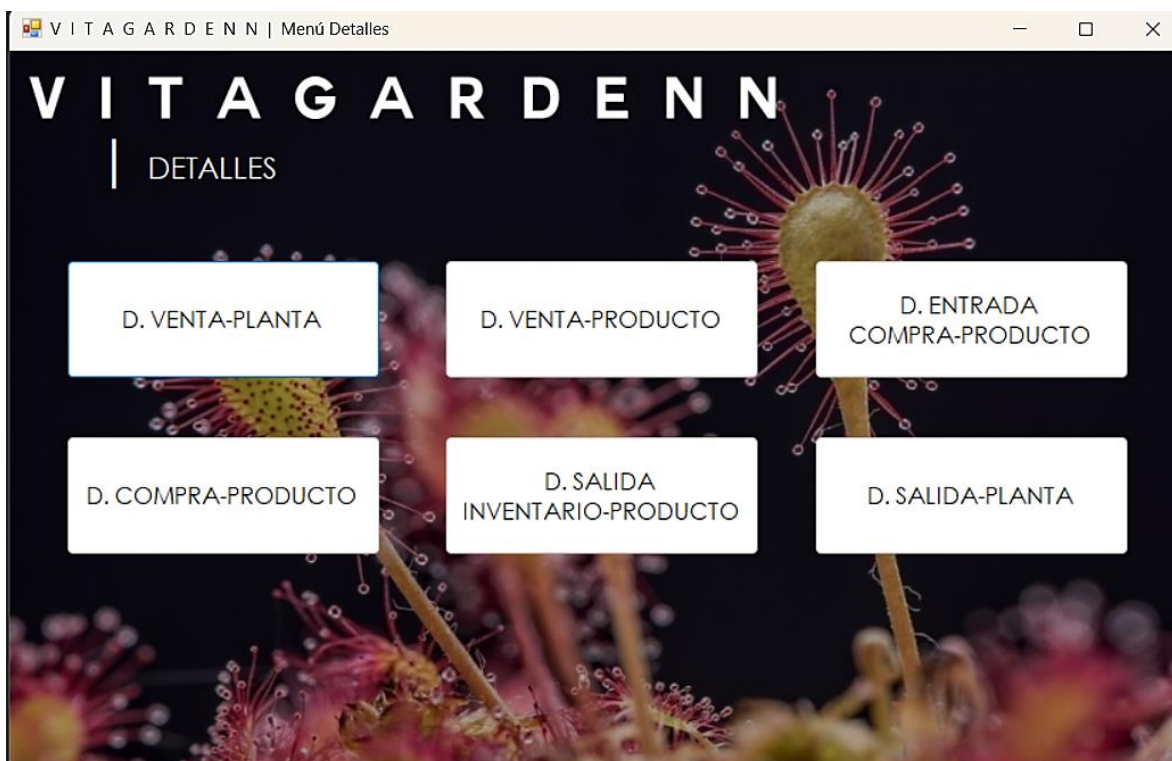 V I T A G A R D E N N | Menú Detalles
V I T A G A R D E N N
| DETALLES
D. VENTA-PLANTA
D. VENTA-PRODUCTO
D. ENTRADA
COMPRA-PRODUCTO
D. COMPRA-PRODUCTO
D. SALIDA
INVENTARIO-PRODUCTO
D. SALIDA-PLANTA